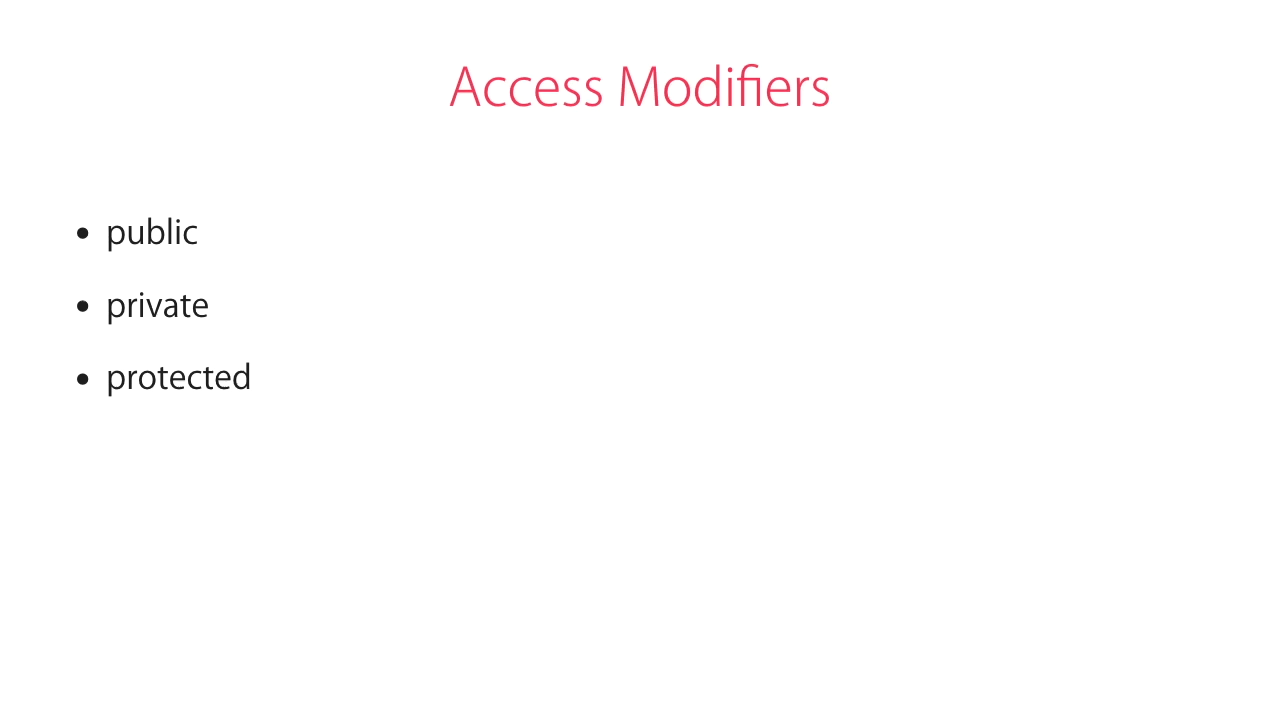 Access Modifiers
• public
• private
• protected